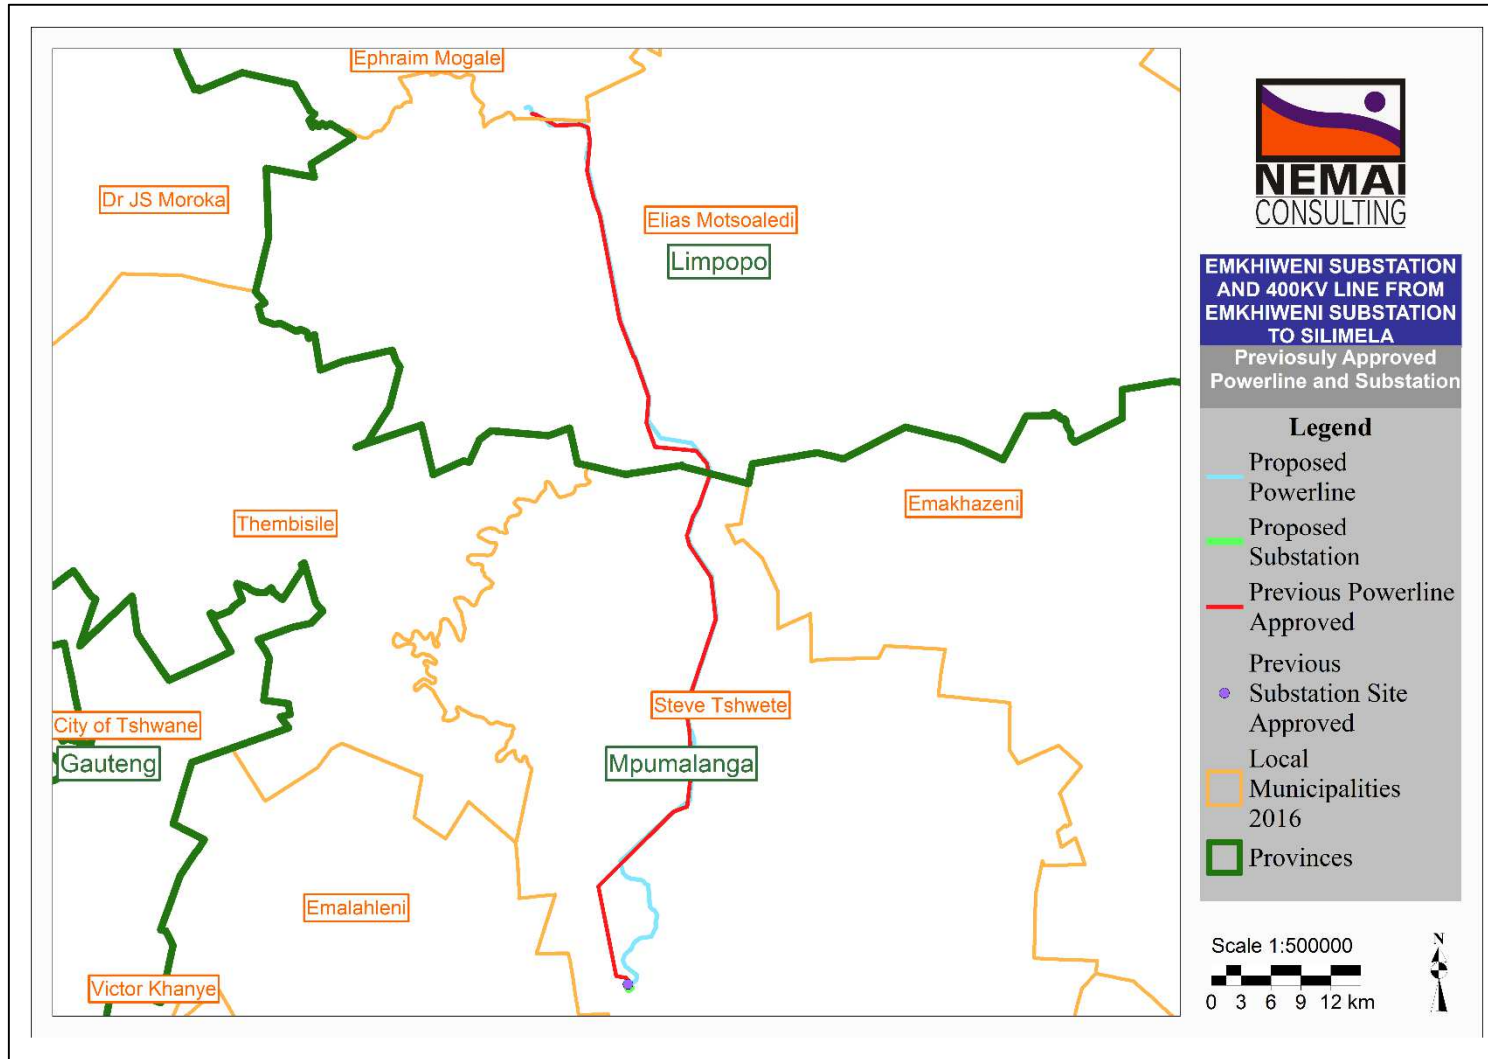 Ephraim Mogale
Dr JS Moroka
Elias Motsoaledi
Limpopo
Thembisile
Emakhazeni
City of Tshwane
Gauteng
Steve Tshwete
Mpumalanga
Emalahleni
Victor Khanye
NEMAI
CONSULTING
EMKHIWENI SUBSTATION
AND 400KV LINE FROM
EMKHIWENI SUBSTATION
TO SILIMELA
Previosuly Approved
Powerline and Substation
Legend
Proposed
Powerline
Proposed
Substation
Previous Powerline
Approved
Previous
Substation Site
Approved
Local
Municipalities
2016
Provinces
Scale 1:500000
0 3 6 9 12 km
N